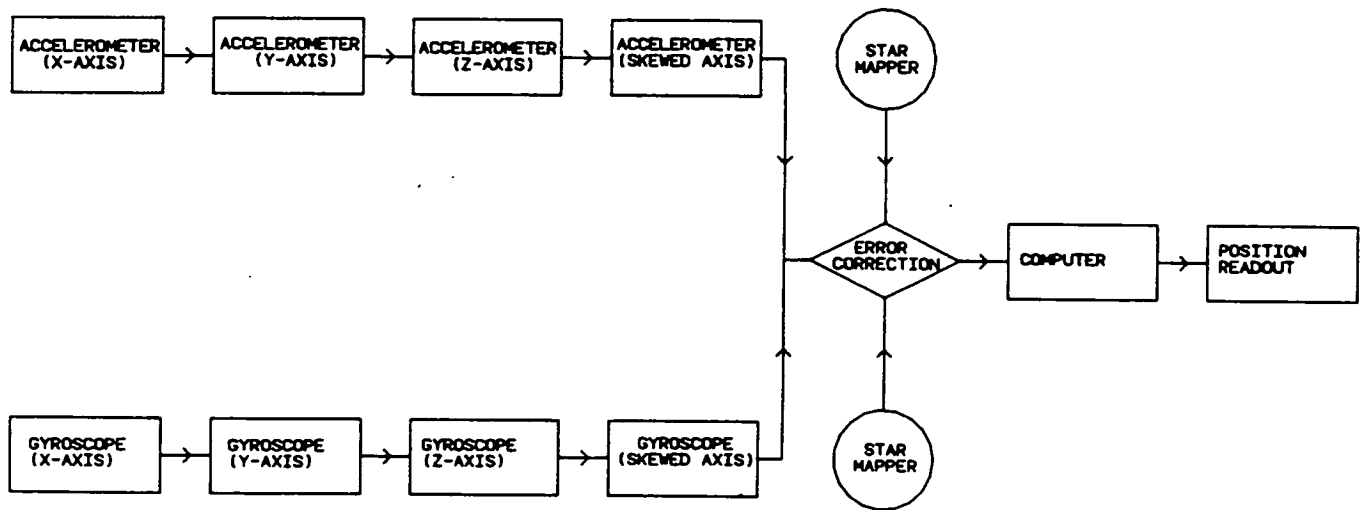 ACCELEROMETER
(X-AXIS)
ACCELEROMETER
(Y-AXIS)
ACCELEROMETER
(Z-AXIS)
ACCELEROMETER
(SKEWED AXIS)
STAR
MAPPER
ERROR
CORRECTION
COMPUTER
POSITION
READOUT
GYROSCOPE
(X-AXIS)
GYROSCOPE
(Y-AXIS)
GYROSCOPE
(Z-AXIS)
GYROSCOPE
(SKEWED AXIS)
STAR
MAPPER